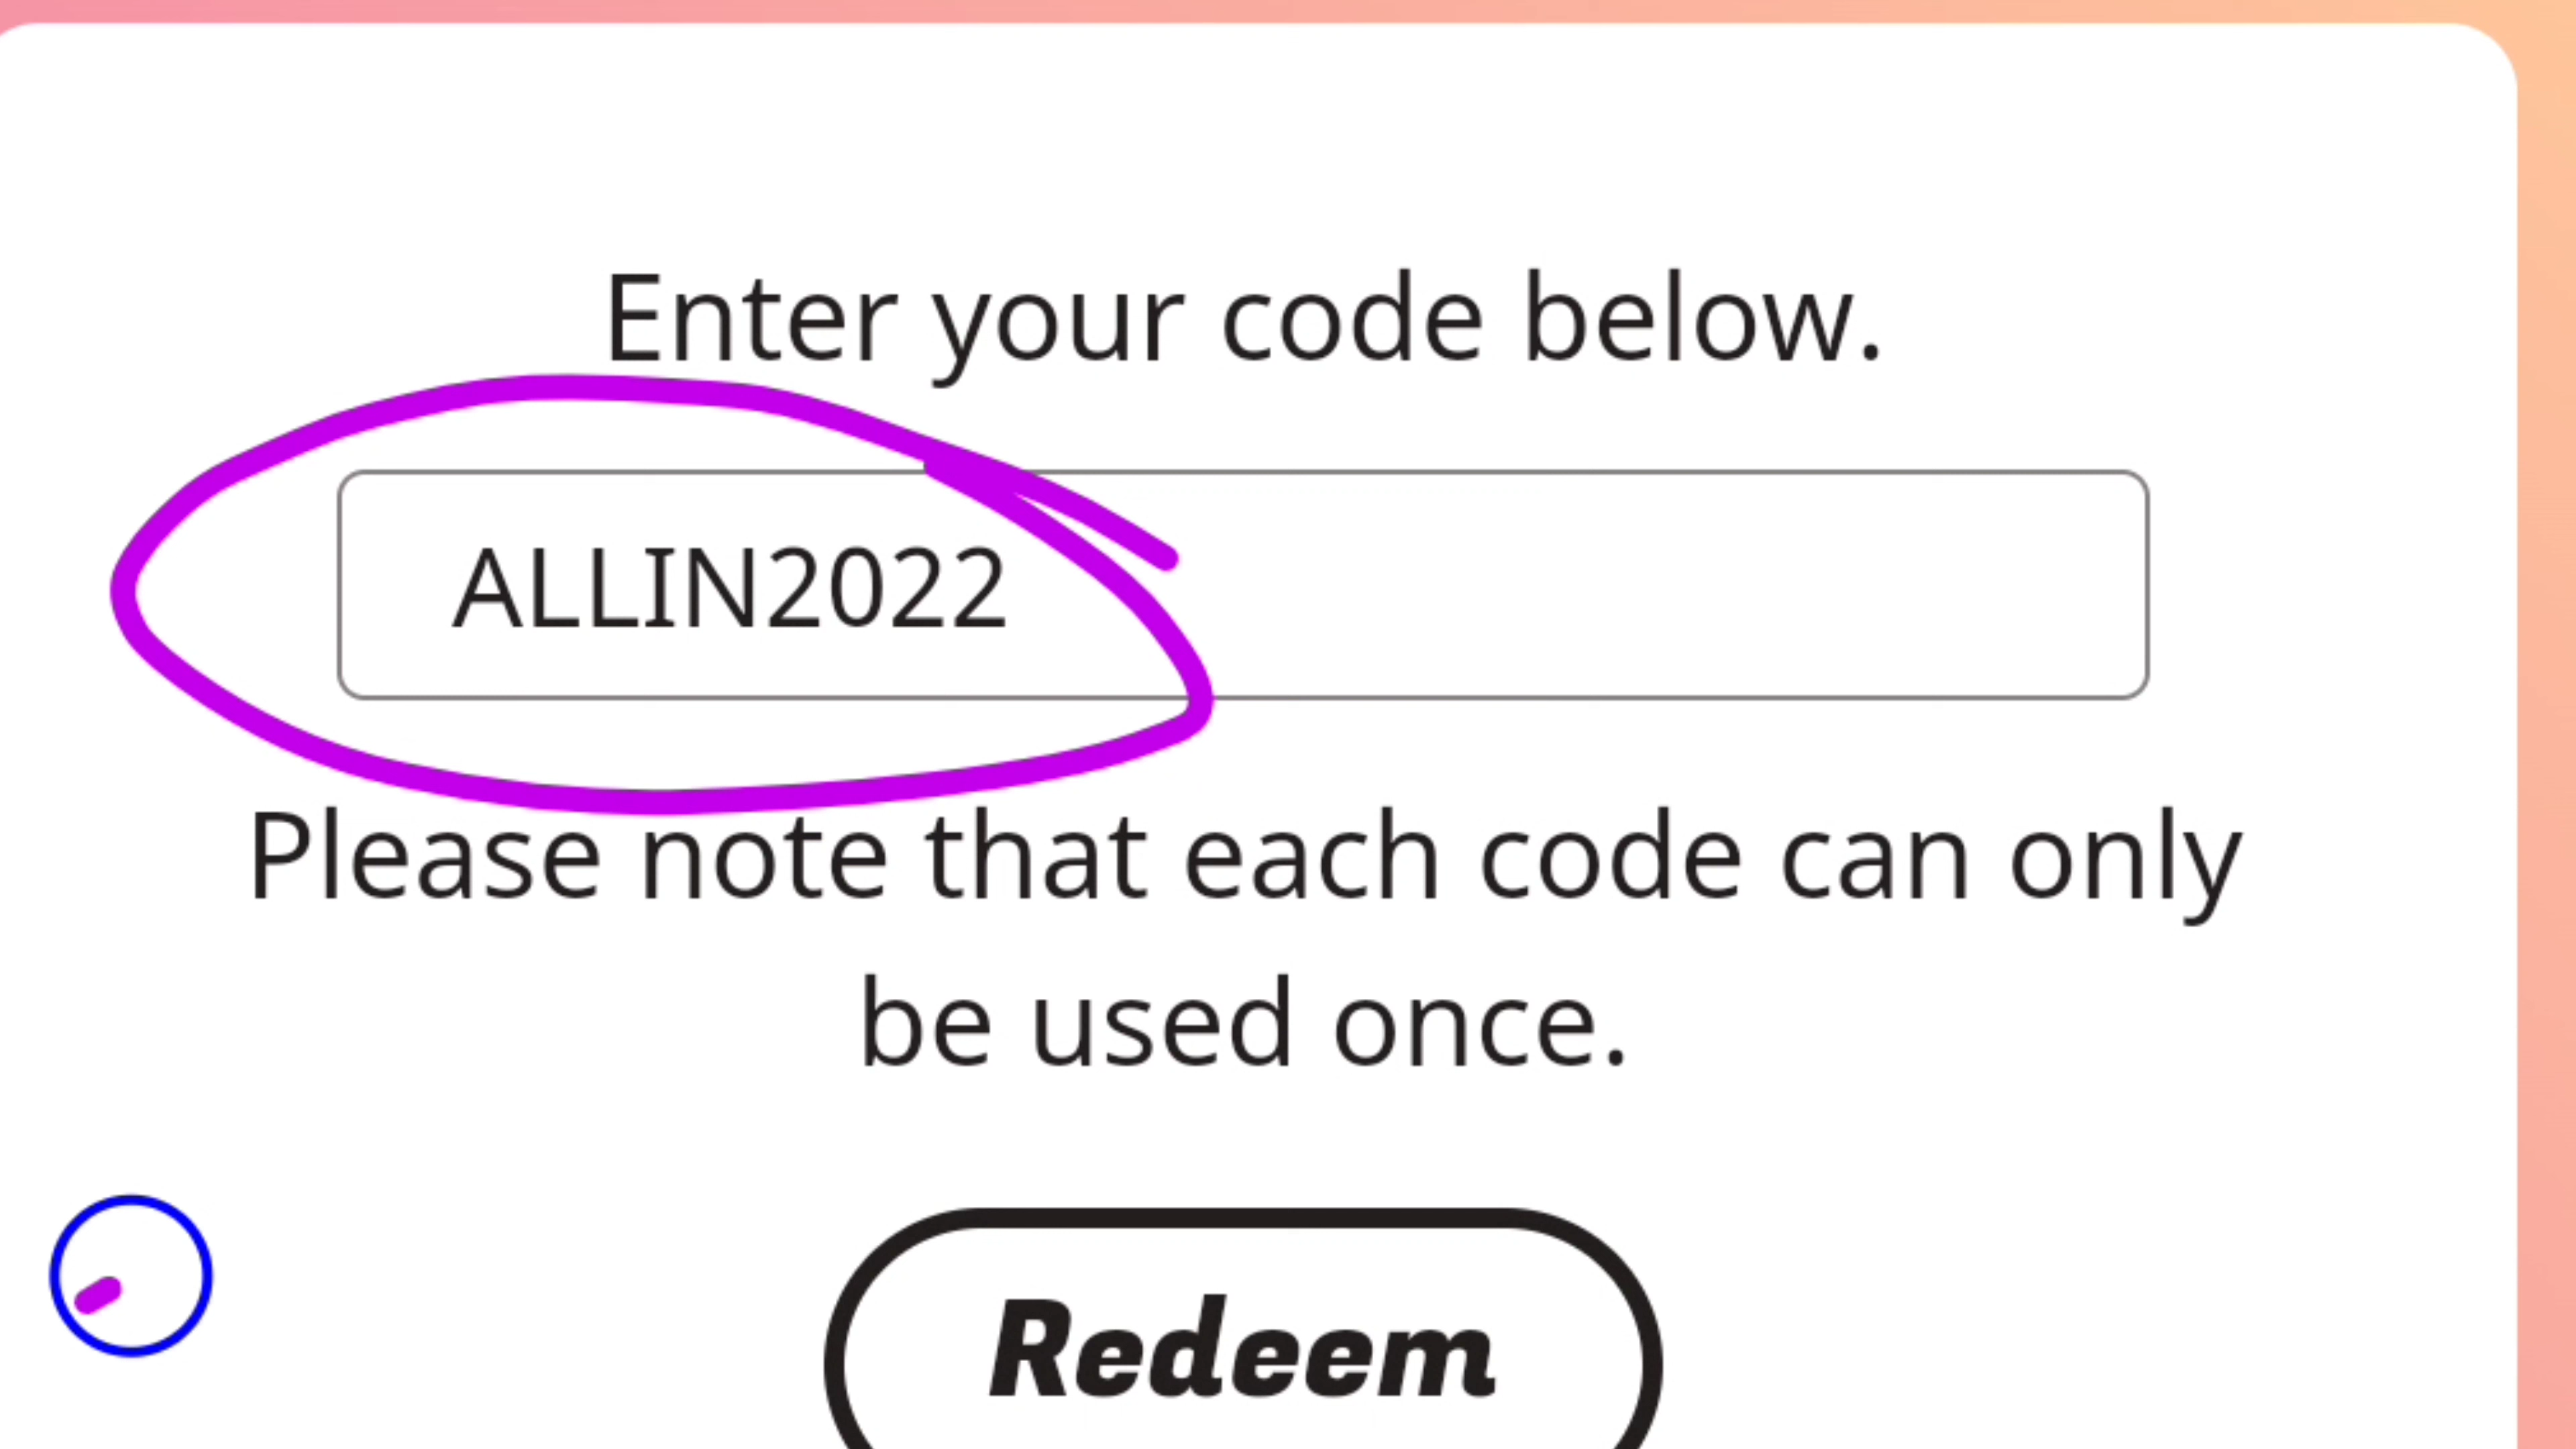 Enter your code below.
ALLIN2022
Please note that each code can only
be used once.
Redeem